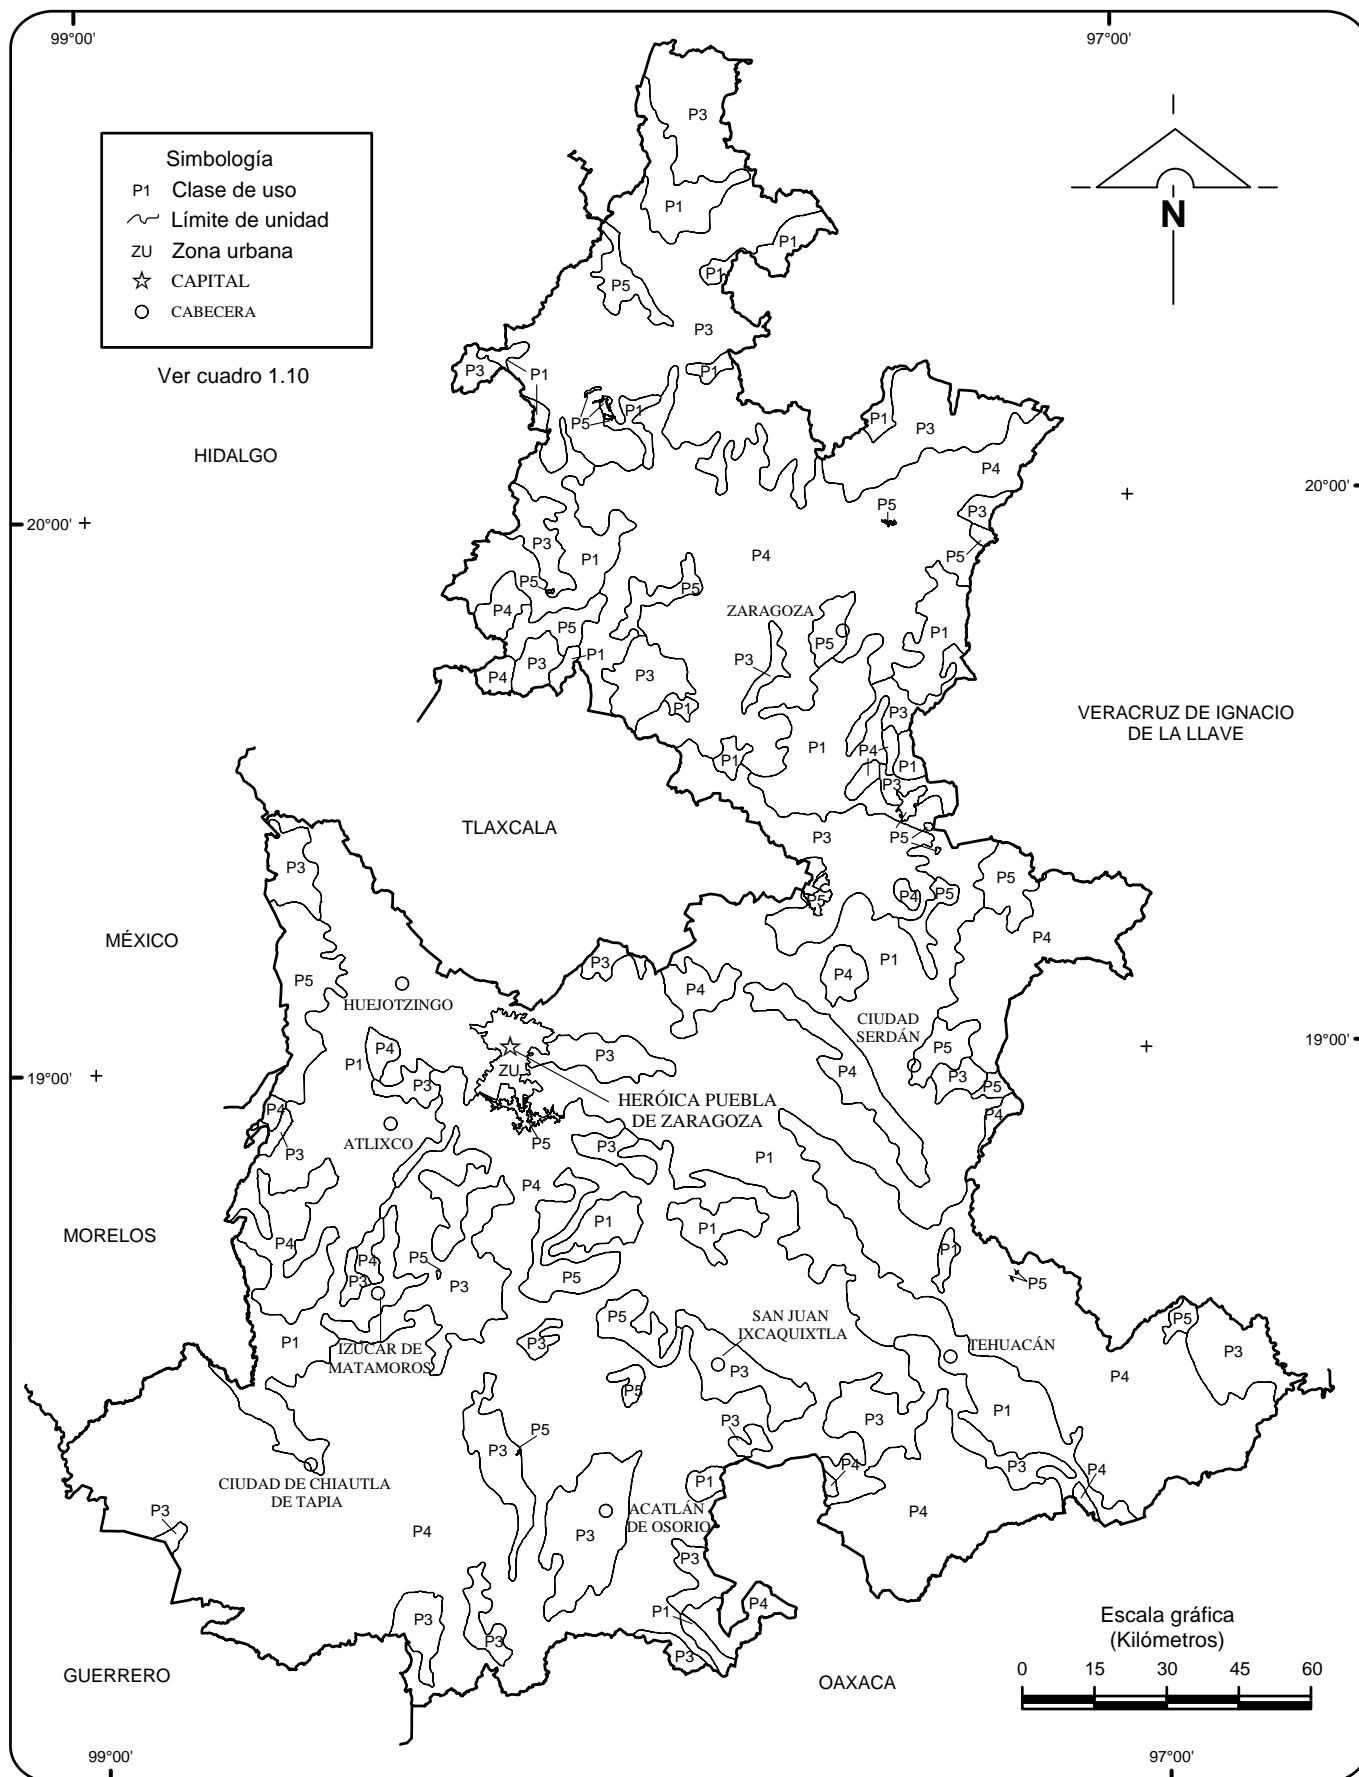 99°00'
97°00'
P3
Simbología
P1 Clase de uso
Límite de unidad
ZU Zona urbana
CAPITAL
CABECERA
Ver cuadro 1.10
N
P1
P1
P1
P5
P3
P3
P1
P1
P5
P1
P1
P3
HIDALGO
P4
20°00'
P5
P3
20°00'
P3
P1
P4
P5
P5
P5
P4
ZARAGOZA
P5
P1
P5
P3
P1
P3
P3
P4
P1
P3
VERACRUZ DE IGNACIO
DE LA LLAVE
P1
P4
P1
P1
P3
TLAXCALA
P3
P5
P3
P5
P5
P4
P5
MÉXICO
P4
P5
P3
P4
P1
P4
HUEJOTZINGO
CIUDAD
SERDÁN
19°00'
P4
P1
P3
P5
ZU
P4
19°00'
P3
P3
P5
HERÓICA PUEBLA
DE ZARAGOZA
P4
P4
ATLIXCO
P5
P3
P3
P1
P4
MORELOS
P4
P1
P1
P4
P5
P3
P3
P5
P1
P5
P5
SAN JUAN
IXCAQUIXTLA
P5
P1
IZÚCAR DE
MATAMOROS
P3
P3
TEHUACÁN
P3
P4
P5
P1
P3
P3
P5
P3
P3
P4
P4
P1
CIUDAD DE CHIAUTLA
DE TAPIA
P3
P4
P3
ACATLÁN
DE OSORIO
P4
P3
P4
P1
P3
P3
P3
Escala gráfica
(Kilómetros)
GUERRERO
OAXACA
0 15 30 45 60
99°00'
97°00'